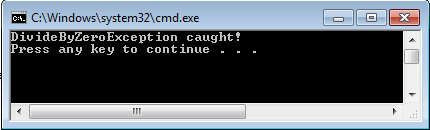 C:\Windows\system32\cmd.exe
DivideByZeroException caught!
Press any key to continue . . .